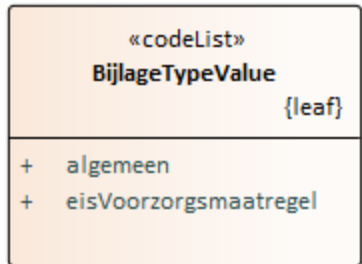 «codeList»
BijlageTypeValue
{leaf}
+ algemeen
+ eisVoorzorgsmaatregel